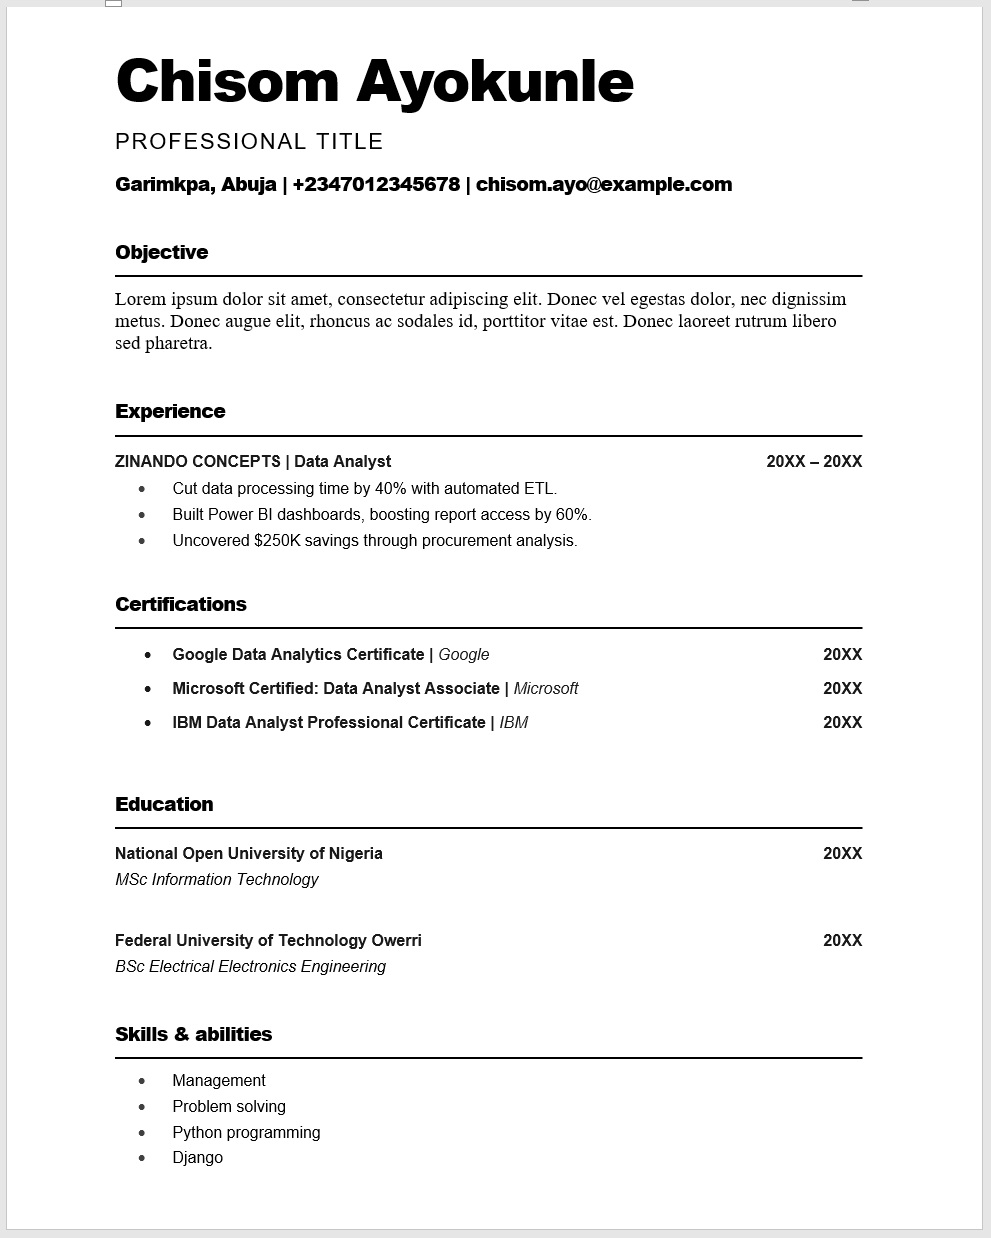 Chisom Ayokunle
PROFESSIONAL TITLE
Garimkpa, Abuja | +2347012345678 | chisom.ayo@example.com
Objective
Lorem ipsum dolor sit amet, consectetur adipiscing elit. Donec vel egestas dolor, nec dignissim
metus. Donec augue elit, rhoncus ac sodales id, porttitor vitae est. Donec laoreet rutrum libero
sed pharetra.
Experience
ZINANDO CONCEPTS | Data Analyst 20XX – 20XX
• Cut data processing time by 40% with automated ETL.
• Built Power BI dashboards, boosting report access by 60%.
• Uncovered $250K savings through procurement analysis.
Certifications
• Google Data Analytics Certificate | Google 20XX
• Microsoft Certified: Data Analyst Associate | Microsoft 20XX
• IBM Data Analyst Professional Certificate | IBM 20XX
Education
National Open University of Nigeria 20XX
MSc Information Technology
Federal University of Technology Owerri 20XX
BSc Electrical Electronics Engineering
Skills & abilities
• Management
• Problem solving
• Python programming
• Django